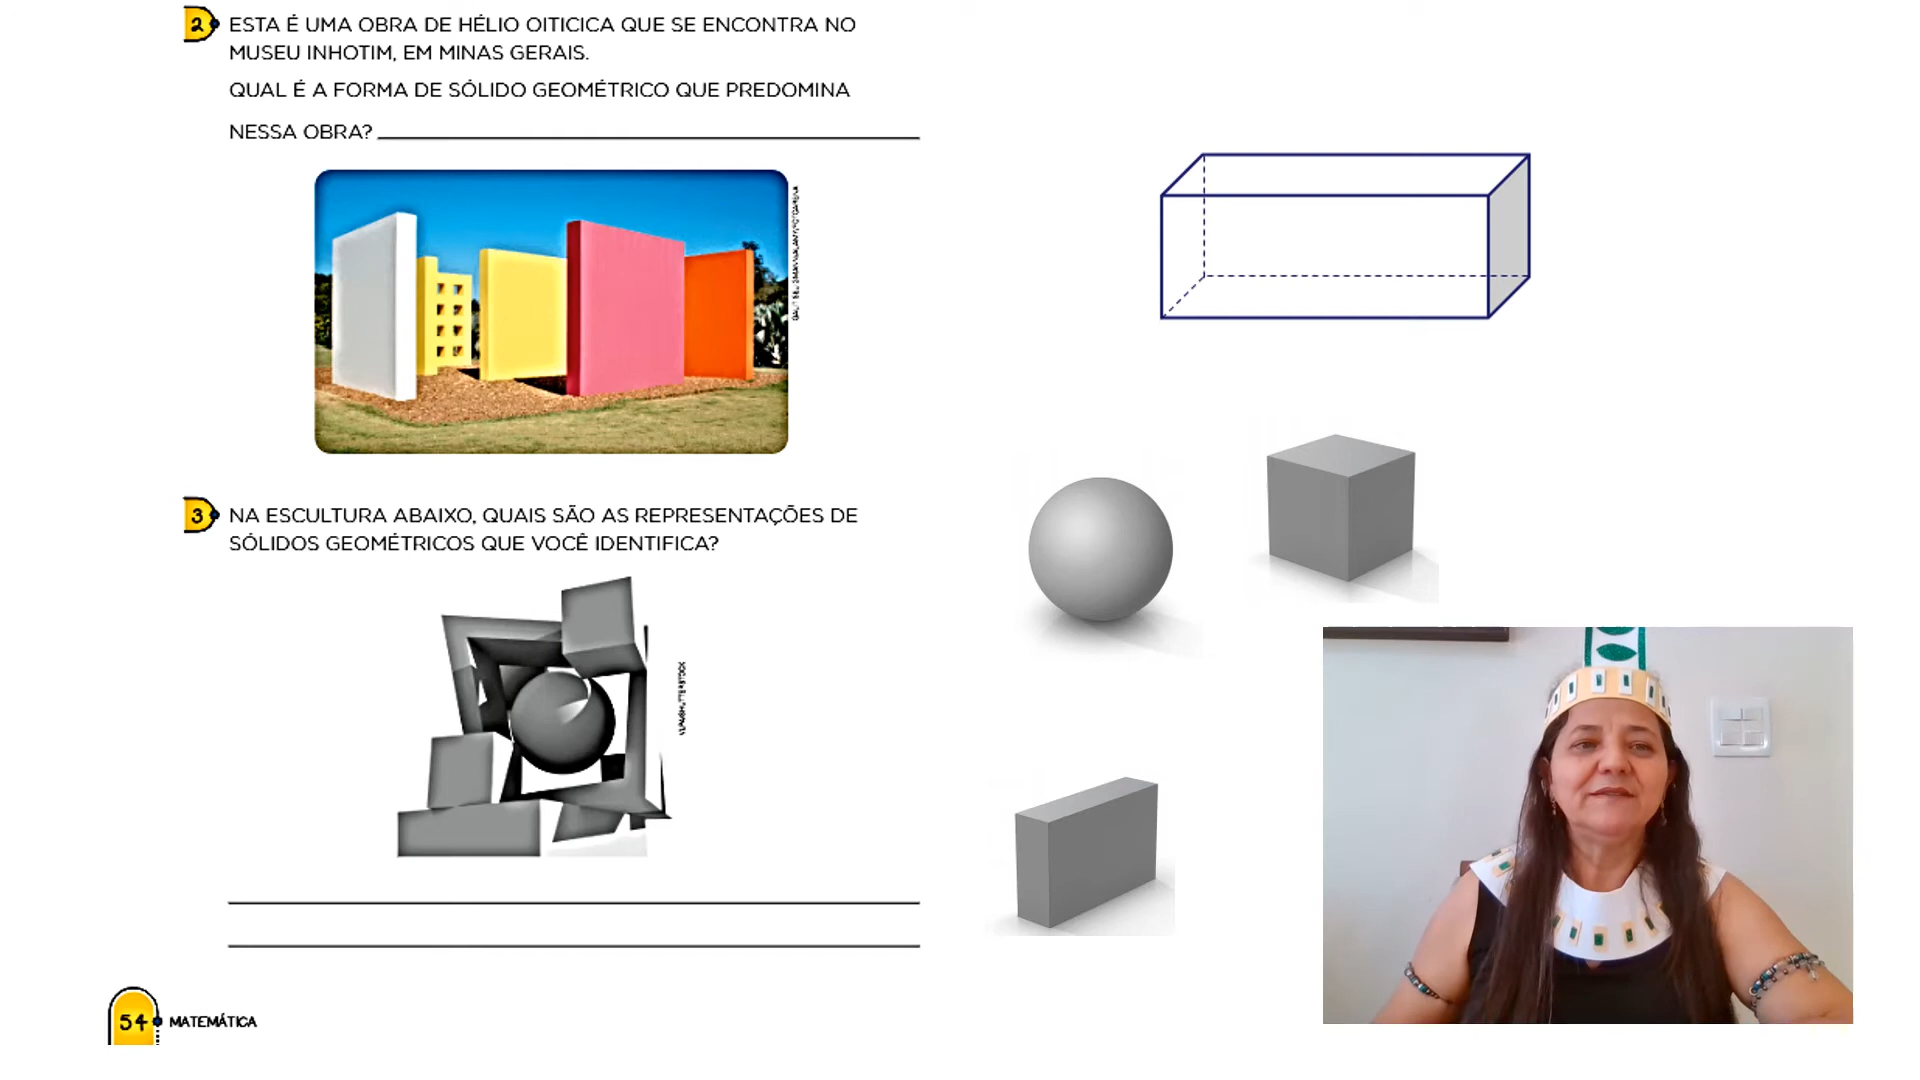 2 ESTA É UMA OBRA DE HÉLIO OITICICA QUE SE ENCONTRA NO
MUSEU INHOTIM, EM MINAS GERAIS.
QUAL É A FORMA DE SÓLIDO GEOMÉTRICO QUE PREDOMINA
NESSA OBRA?
3 NA ESCULTURA ABAIXO, QUAIS SÃO AS REPRESENTAÇÕES DE
SÓLIDOS GEOMÉTRICOS QUE VOCÊ IDENTIFICA?
54 MATEMÁTICA